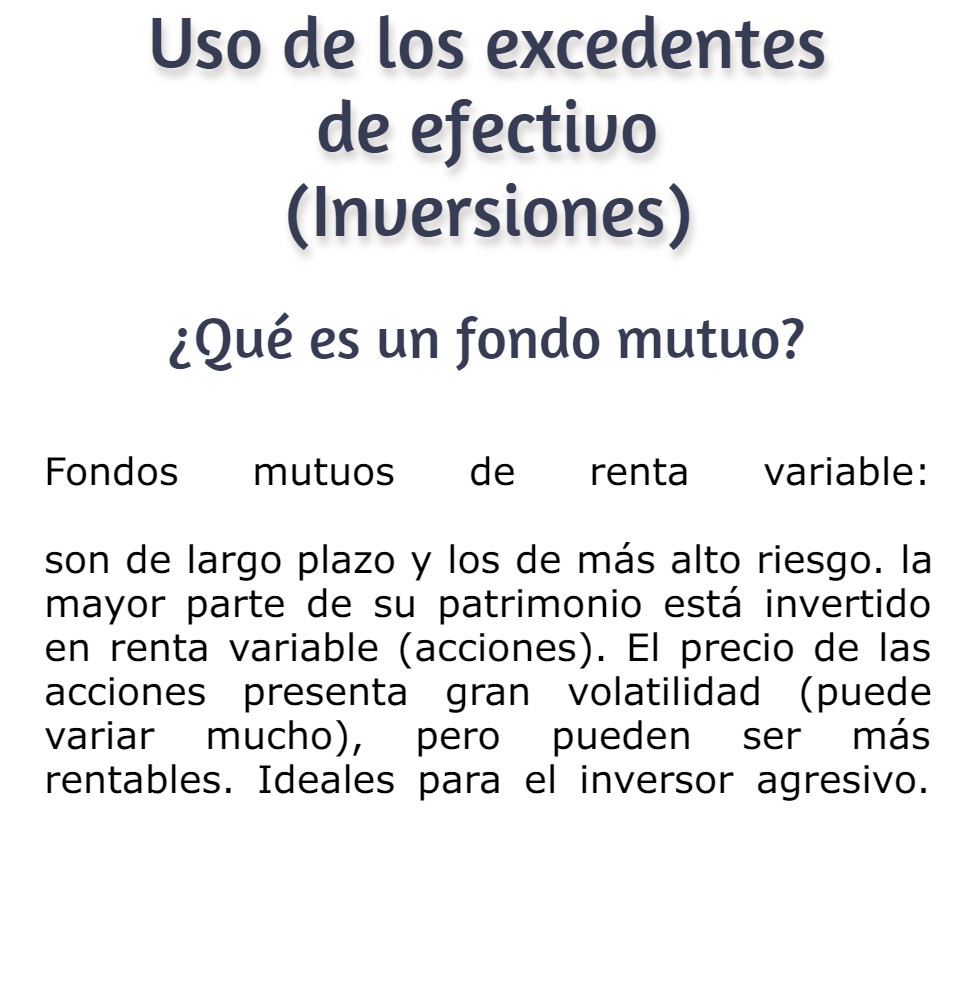 Uso de los excedentes
de efectivo
(Inversiones)
¿Qué es un fondo mutuo?
Fondos mutuos de renta variable:
son de largo plazo y los de más alto riesgo. la
mayor parte de su patrimonio está invertido
en renta variable (acciones). El precio de las
acciones presenta gran volatilidad (puede
variar mucho), pero pueden ser más
rentables. Ideales para el inversor agresivo.